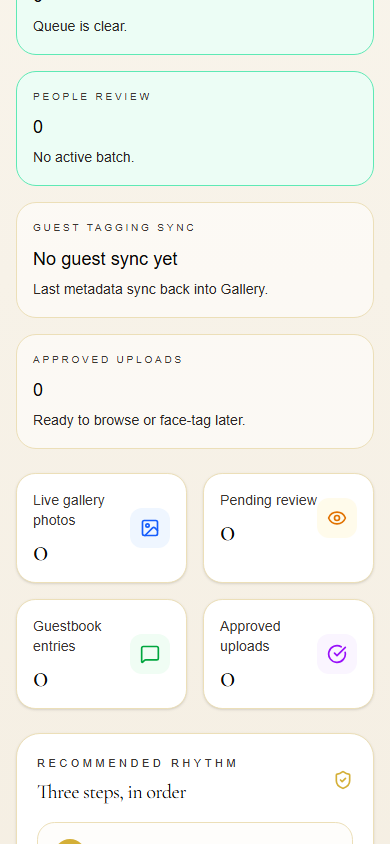 Queue is clear.
PEOPLE REVIEW
0
No active batch.
GUEST TAGGING SYNC
No guest sync yet
Last metadata sync back into Gallery.
APPROVED UPLOADS
0
Ready to browse or face-tag later.
Live gallery
photos
0
Pending review
0
Guestbook
entries
0
Approved
uploads
0
RECOMMENDED RHYTHM
Three steps, in order